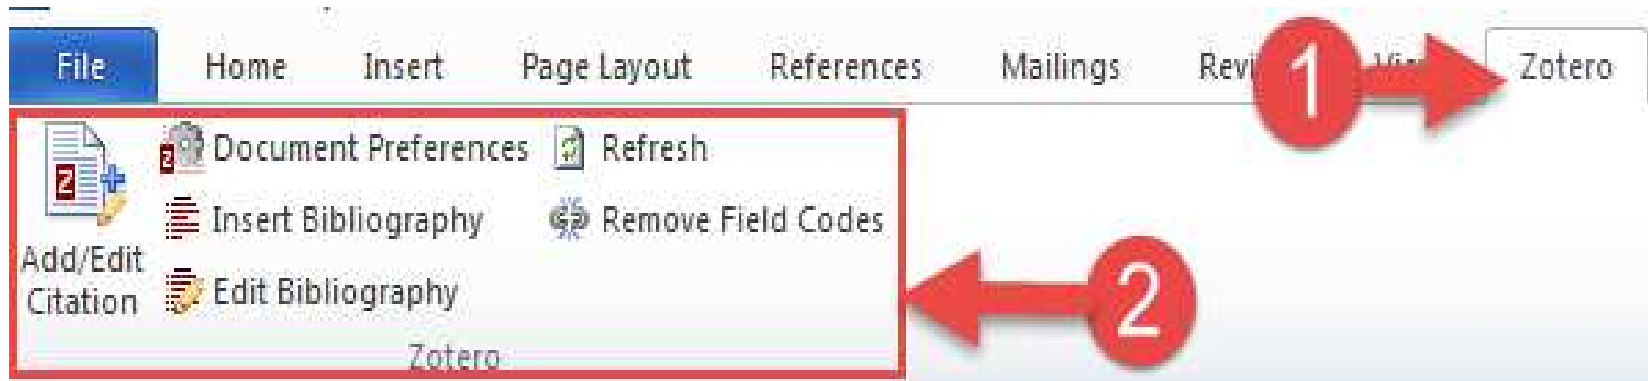 File Home Insert Page Layout References Mailings 1 Zotero
Document Preferences Refresh
Insert Bibliography Remove Field Codes
Add/Edit
Citation
Edit Bibliography
2
Zotero